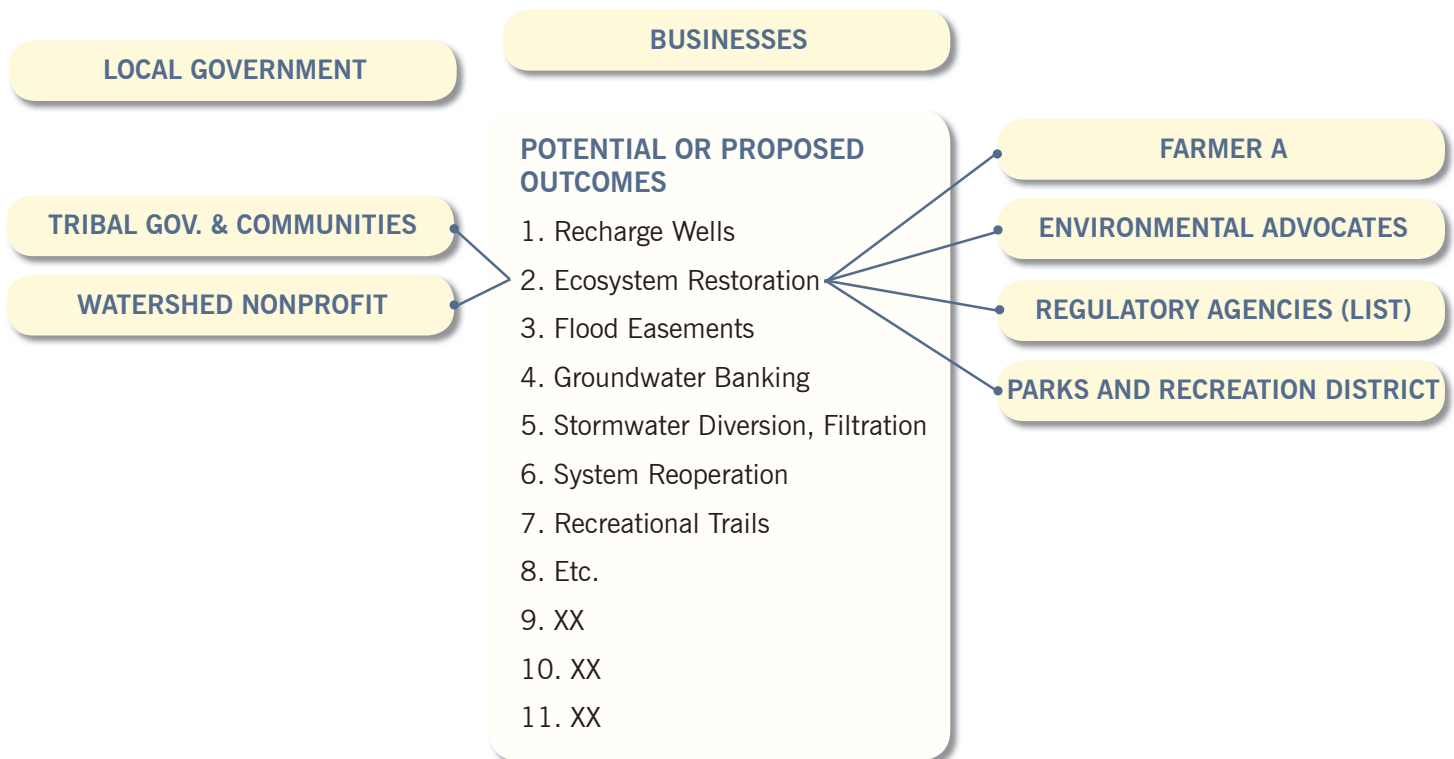 BUSINESSES
LOCAL GOVERNMENT
TRIBAL GOV. & COMMUNITIES
WATERSHED NONPROFIT
POTENTIAL OR PROPOSED
OUTCOMES
1. Recharge Wells
2. Ecosystem Restoration
3. Flood Easements
4. Groundwater Banking
5. Stormwater Diversion, Filtration
6. System Reoperation
7. Recreational Trails
8. Etc.
9. XX
10. XX
11. XX
FARMER A
ENVIRONMENTAL ADVOCATES
REGULATORY AGENCIES (LIST)
PARKS AND RECREATION DISTRICT